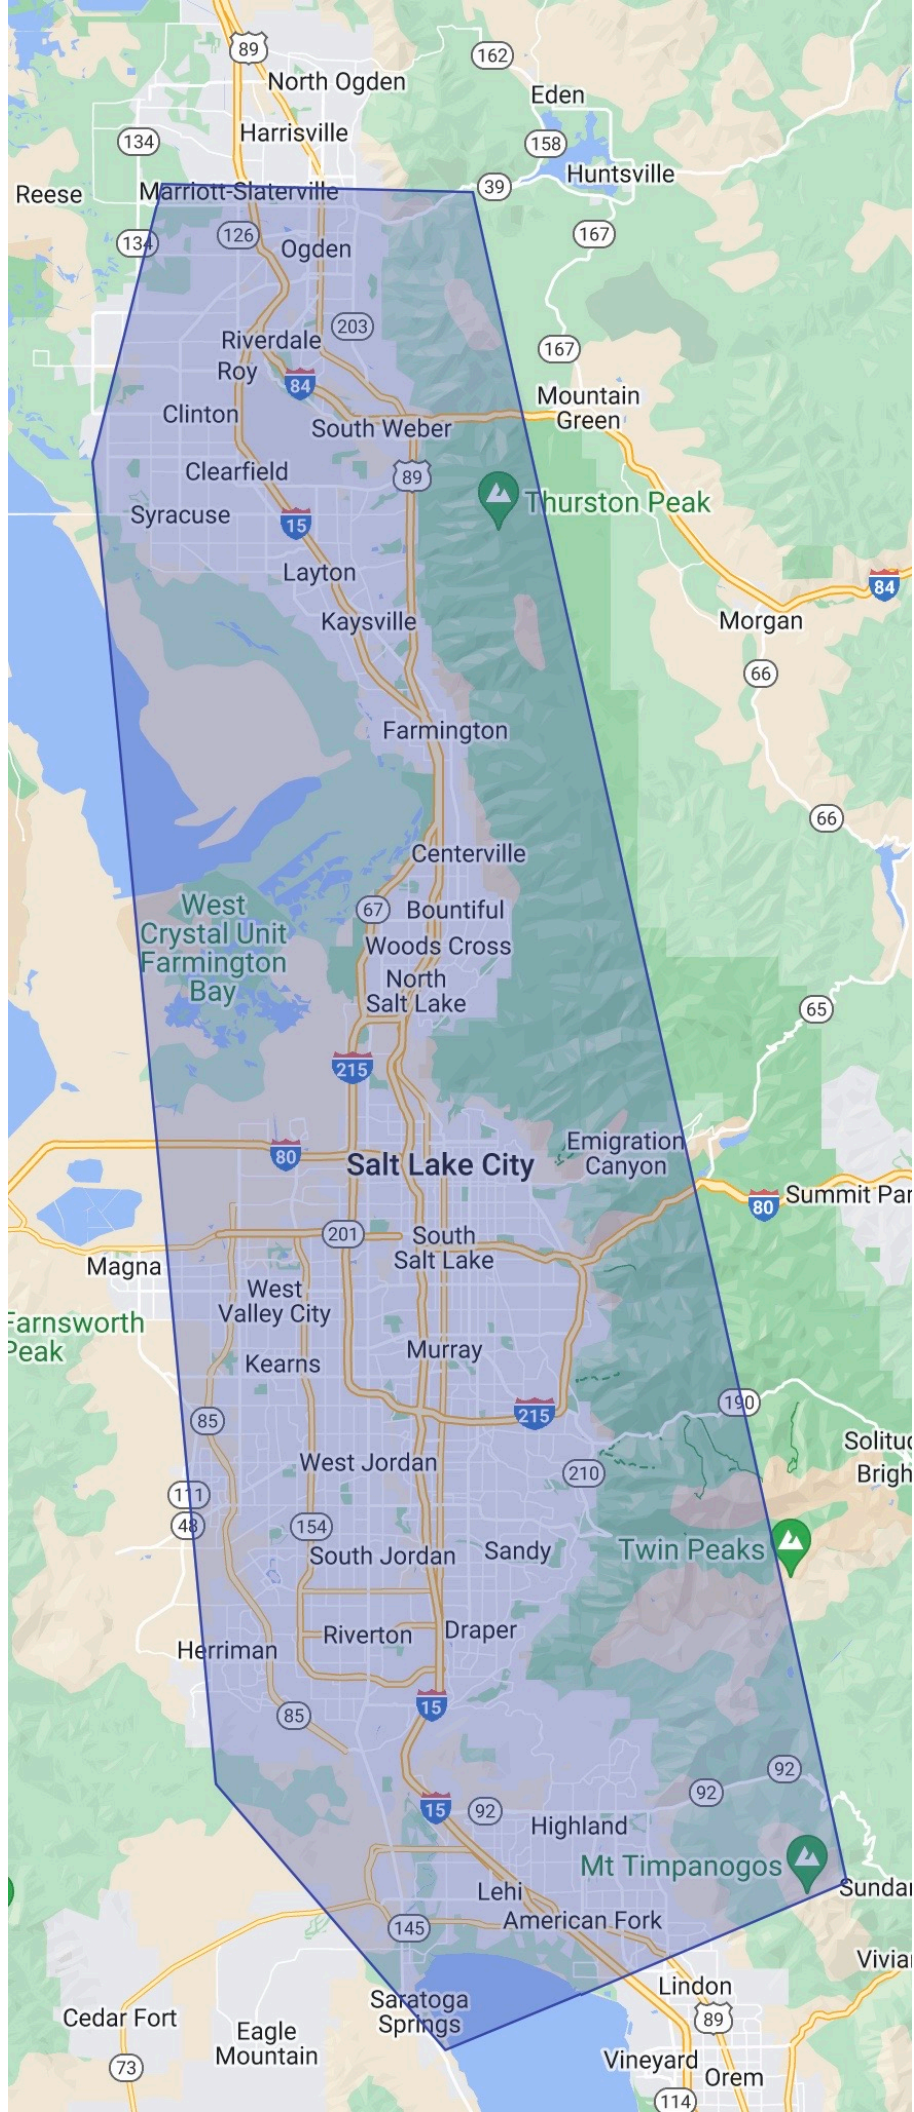 89
162
North Ogden
Eden
Harrisville
134
158
Huntsville
Reese
Marriott-Slaterville
39
134
126
167
Ogden
203
Riverdale
167
Roy
84
Mountain
Green
Clinton
South Weber
Clearfield
89
Thurston Peak
Syracuse
15
Layton
84
Kaysville
Morgan
66
Farmington
66
Centerville
67
Bountiful
West
Crystal Unit
Farmington
Bay
Woods Cross
North
Salt Lake
65
215
Emigration
Canyon
80
Salt Lake City
Summit Par
80
201
South
Salt Lake
Magna
West
Valley City
Farnsworth
Peak
Murray
Kearns
190
85
215
Solitud
Brigh
West Jordan
210
111
48
154
Twin Peaks
South Jordan
Sandy
Herriman
Riverton
Draper
15
85
92
92
15
92
Highland
Mt Timpanogos
Lehi
Sundan
American Fork
145
Vivian
Lindon
Saratoga
Springs
89
Cedar Fort
Eagle
Mountain
Vineyard
73
Orem
114